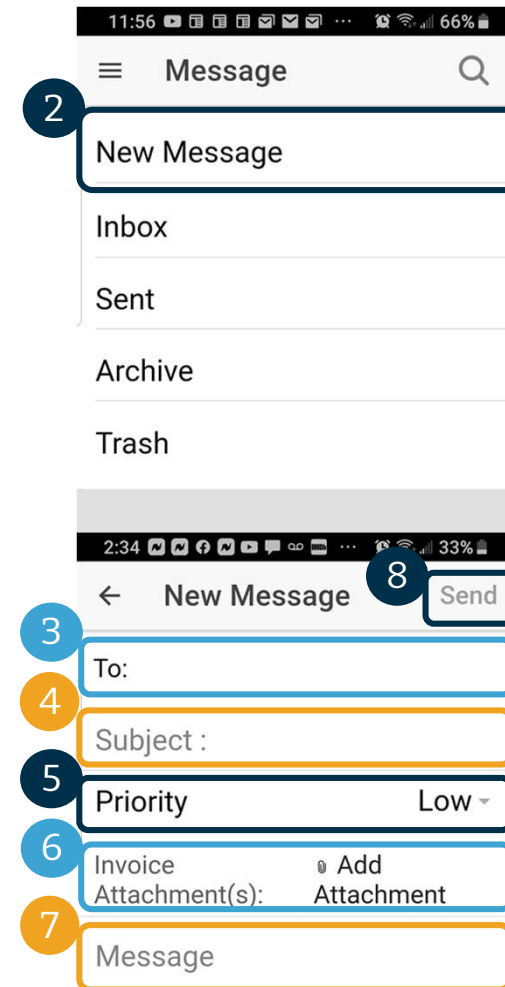 11:56 ... 66%
Message
2
New Message
Inbox
Sent
Archive
Trash
2:34 ... 33%
8
New Message Send
3
To:
4
Subject :
5
Priority Low
6
Invoice Add
Attachment(s): Attachment
7
Message